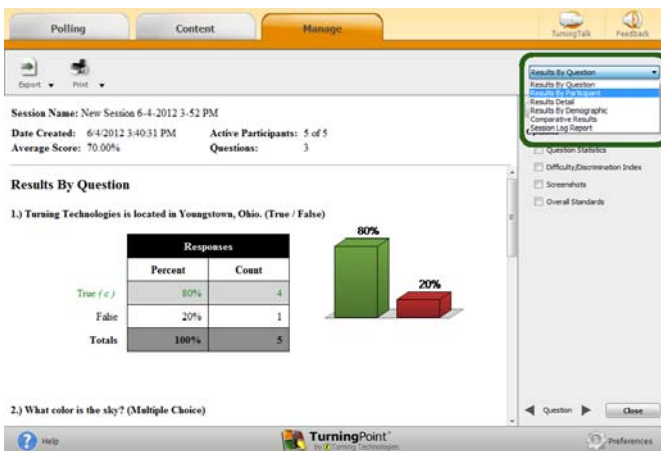 Polling Content Manage TurningTalk Feedback
Export Print
Results By Question
Results By Question
Results By Participant
Results Detail
Results By Demographic
Comparative Results
Session Log Report
Question Statistics
Difficulty/Discrimination Index
Screenshots
Overall Standards
Session Name: New Session 6-4-2012 3-52 PM
Date Created: 6/4/2012 3:40:31 PM Active Participants: 5 of 5
Average Score: 70.00% Questions: 3
Results By Question
1.) Turning Technologies is located in Youngstown, Ohio. (True / False)
Responses
Percent Count
True ( c ) 80% 4
False 20% 1
Totals 100% 5
80%
20%
2.) What color is the sky? (Multiple Choice)
Question Close
Help TurningPoint Preferences
by Turning Technologies